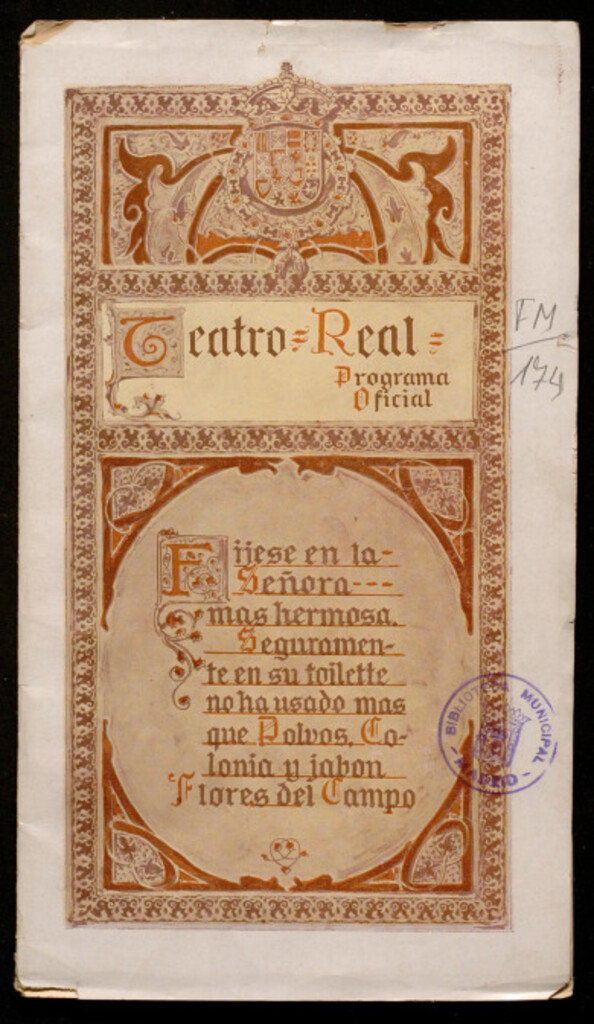 Teatro=Real=
Programa
Oficial
FM
174
Fijese en la-
Señora---
mas hermosa.
Seguramen-
te en su toilette
no ha usado mas
que Polvos, Co-
lonia y jabon
Flores del Campo
BIBLIOTECA MUNICIPAL
- MADRID -